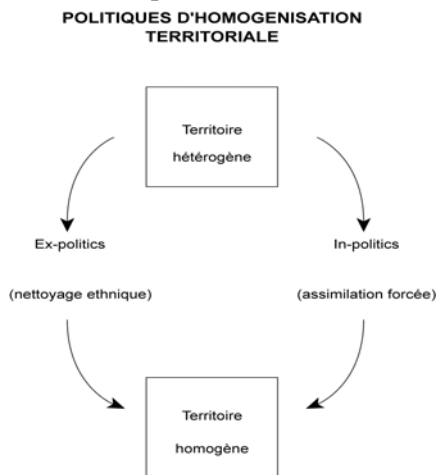 POLITIQUES D'HOMOGENISATION
TERRITORIALE
Territoire
hétérogène
Ex-politics
In-politics
(nettoyage ethnique)
(assimilation forcée)
Territoire
homogène